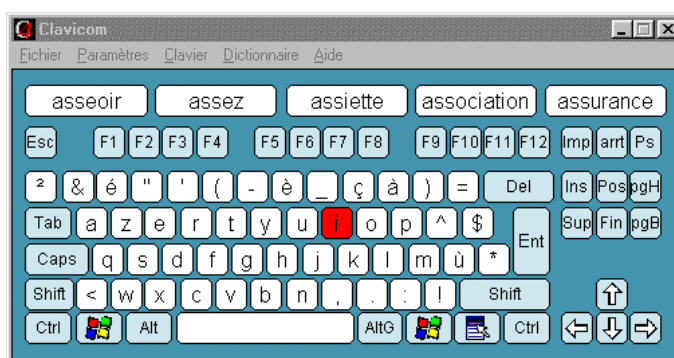 Clavicom
Fichier Paramètres Clavier Dictionnaire Aide
asseoir assez assiette association assurance
Esc F1 F2 F3 F4 F5 F6 F7 F8 F9 F10 F11 F12 Imp arrt Ps
² & é " ' ( - è _ ç à ) = Del Ins Pos pgH
Tab a z e r t y u i o p ^ $ Ent Sup Fin pgB
Caps q s d f g h j k l m ù *
Shift < w x c v b n , . : ! Shift
Ctrl Alt AltG Ctrl